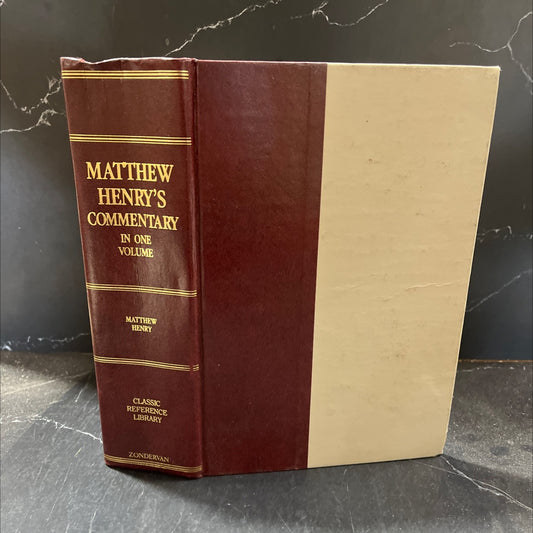 MATTHEW
HENRY'S
COMMENTARY
IN ONE
VOLUME
MATTHEW
HENRY
CLASSIC
REFERENCE
LIBRARY
ZONDERVAN